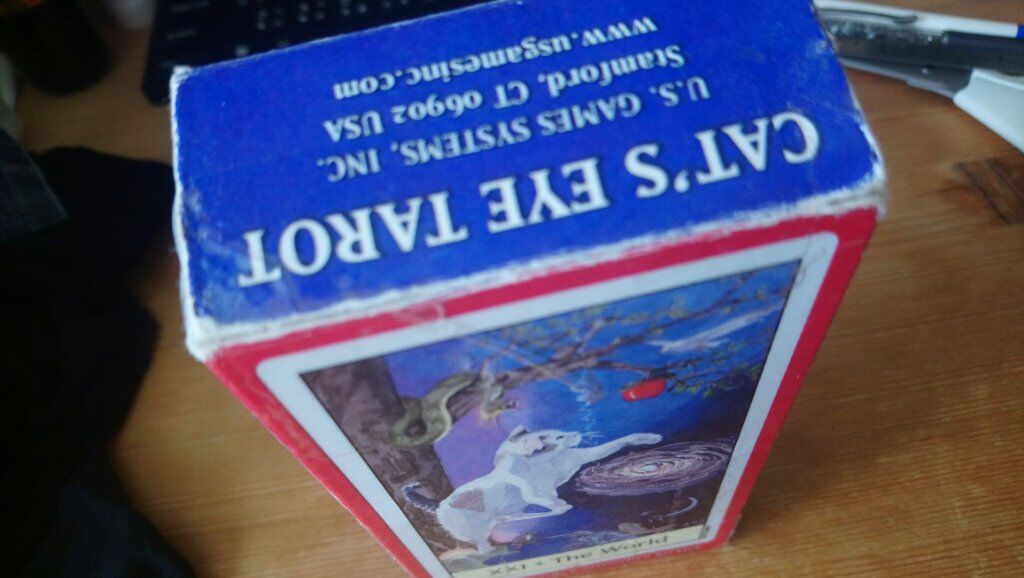 CAT'S EYE TAROT
U.S. GAMES SYSTEMS, INC.
Stamford, CT 06902 USA
www.usgamesinc.com
XXI • The World